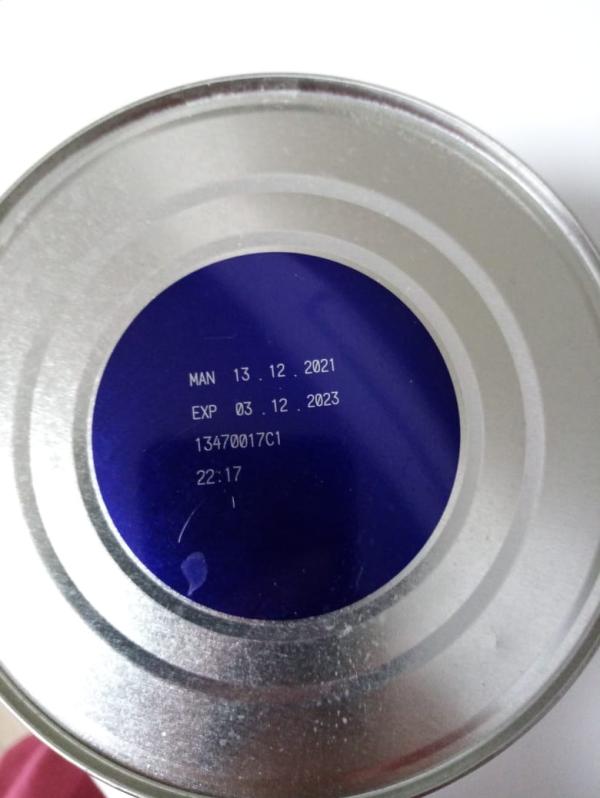 MAN 13 . 12 . 2021
EXP 03 . 12 . 2023
13470017C1
22:17